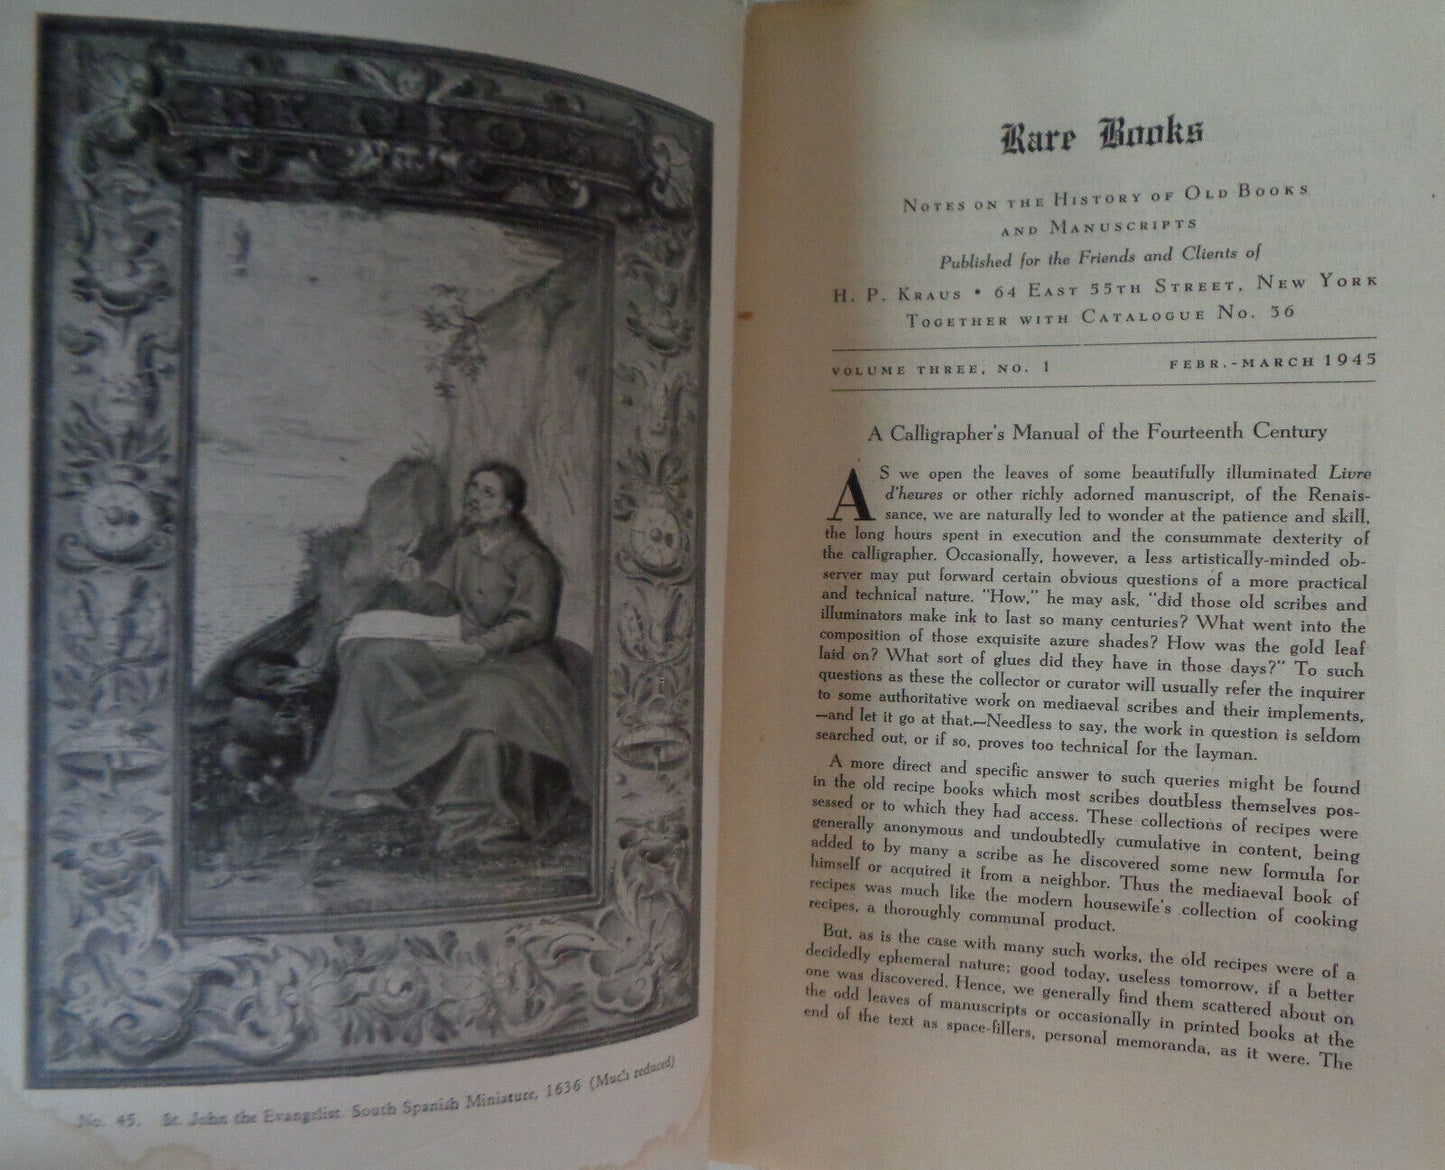 No. 45. St. John the Evangelist. South Spanish Miniature, 1636 (Much reduced)
Rare Books
NOTES ON THE HISTORY OF OLD BOOKS
AND MANUSCRIPTS
Published for the Friends and Clients of
H. P. KRAUS • 64 EAST 55TH STREET, NEW YORK
TOGETHER WITH CATALOGUE NO. 36
VOLUME THREE, NO. 1 FEBR.-MARCH 1945
A Calligrapher's Manual of the Fourteenth Century
AS we open the leaves of some beautifully illuminated Livre
d'heures or other richly adorned manuscript, of the Renais-
sance, we are naturally led to wonder at the patience and skill,
the long hours spent in execution and the consummate dexterity of
the calligrapher. Occasionally, however, a less artistically-minded ob-
server may put forward certain obvious questions of a more practical
and technical nature. "How," he may ask, "did those old scribes and
illuminators make ink to last so many centuries? What went into the
composition of those exquisite azure shades? How was the gold leaf
laid on? What sort of glues did they have in those days?" To such
questions as these the collector or curator will usually refer the inquirer
to some authoritative work on mediaeval scribes and their implements,
—and let it go at that.—Needless to say, the work in question is seldom
searched out, or if so, proves too technical for the layman.
A more direct and specific answer to such queries might be found
in the old recipe books which most scribes doubtless themselves pos-
sessed or to which they had access. These collections of recipes were
generally anonymous and undoubtedly cumulative in content, being
added to by many a scribe as he discovered some new formula for
himself or acquired it from a neighbor. Thus the mediaeval book of
recipes was much like the modern housewife's collection of cooking
recipes, a thoroughly communal product.
But, as is the case with many such works, the old recipes were of a
decidedly ephemeral nature; good today, useless tomorrow, if a better
one was discovered. Hence, we generally find them scattered about on
the odd leaves of manuscripts or occasionally in printed books at the
end of the text as space-fillers, personal memoranda, as it were. The